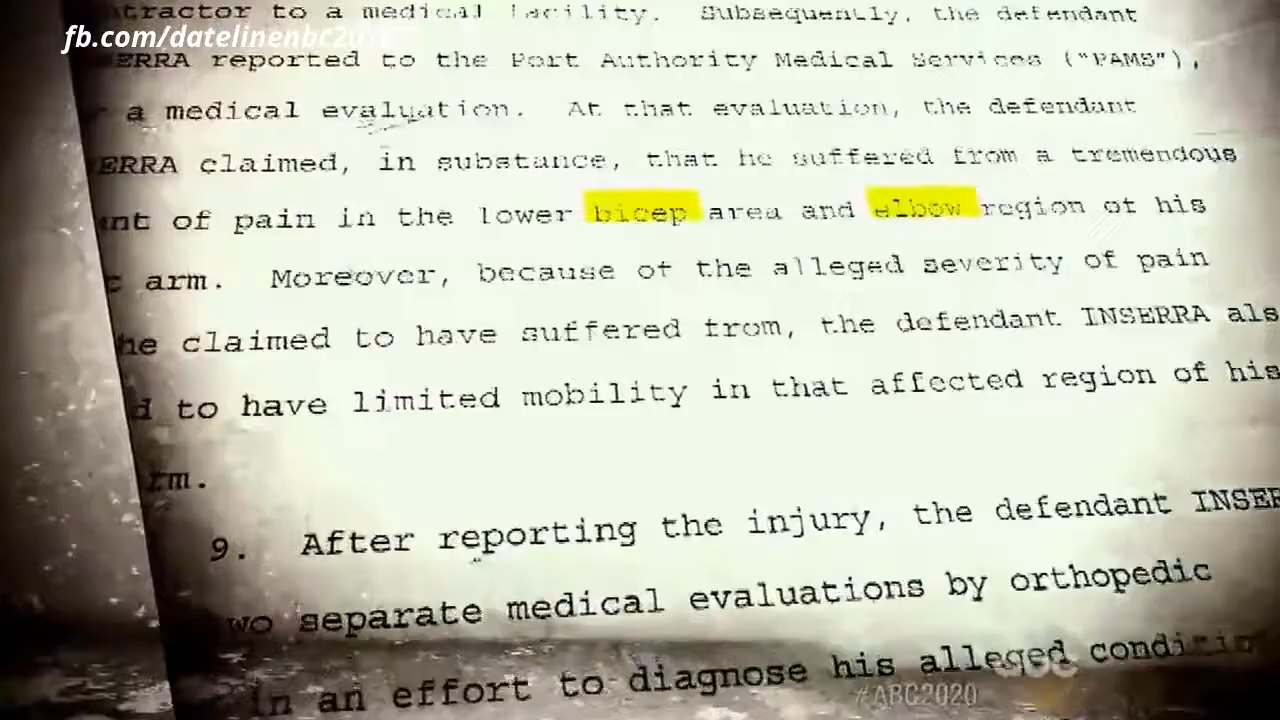 ntractor to a medical facility. Subsequently, the defendant
fb.com/datelinenbc
ERRA reported to the Port Authority Medical Services ("PAMS"),
r a medical evaluation. At that evaluation, the defendant
ERRA claimed, in substance, that he suffered from a tremendous
nt of pain in the lower bicep area and elbow region of his
t arm. Moreover, because of the alleged severity of pain
he claimed to have suffered from, the defendant INSERRA als
d to have limited mobility in that affected region of his
rm.
9. After reporting the injury, the defendant INSER
wo separate medical evaluations by orthopedic
in an effort to diagnose his alleged conditio
abc
#ABC2020